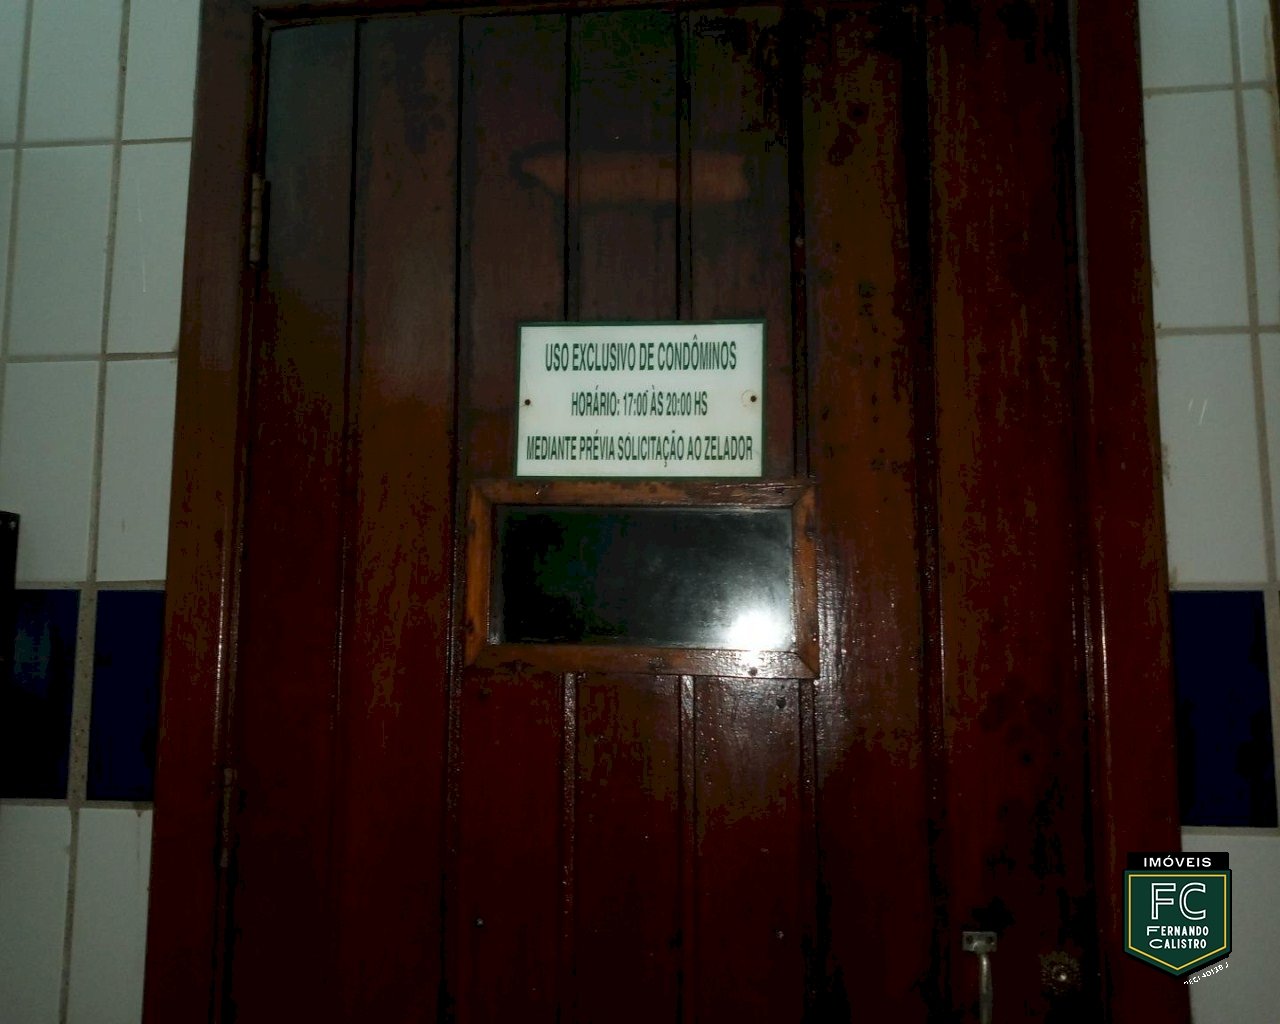 USO EXCLUSIVO DE CONDÔMINOS
HORÁRIO: 17:00 ÀS 20:00 HS
MEDIANTE PRÉVIA SOLICITAÇÃO AO ZELADOR
IMÓVEIS
FC
FERNANDO
CALISTRO